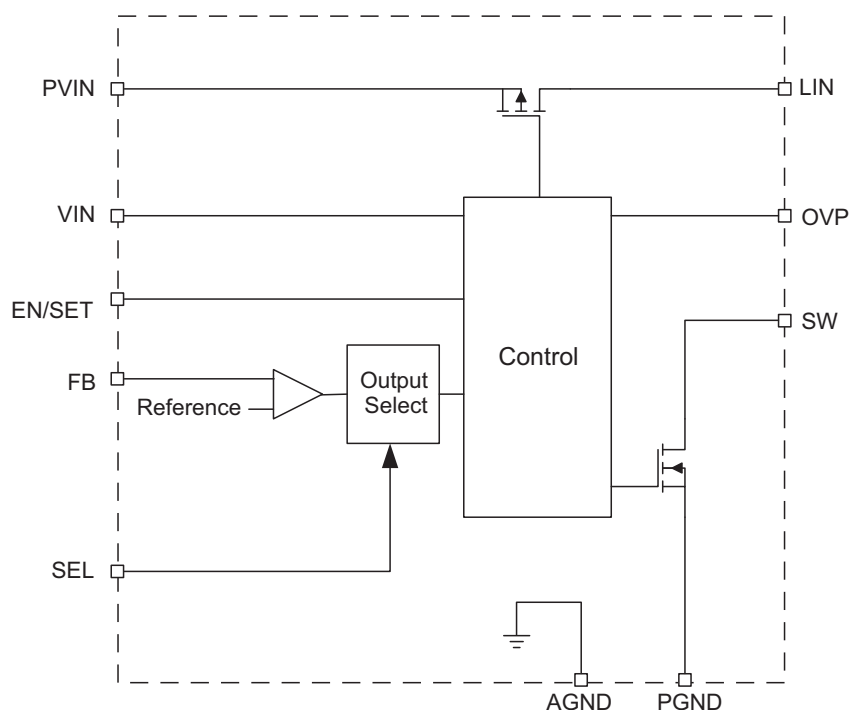 PVIN
LIN
VIN
OVP
EN/SET
SW
Control
FB
Output
Select
Reference
SEL
AGND
PGND